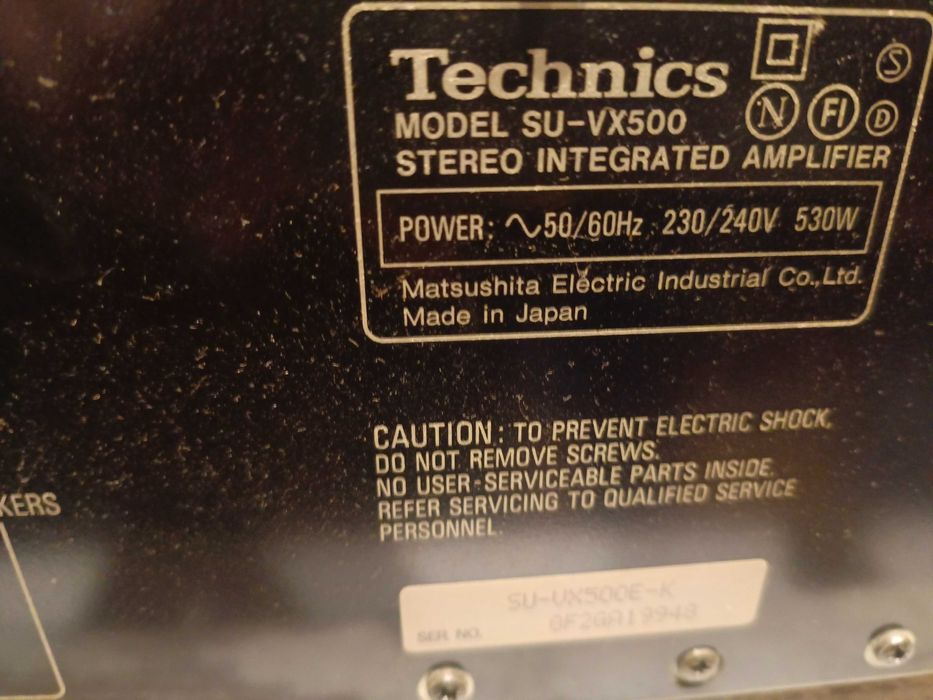 Technics
S
N FI D
MODEL SU-VX500
STEREO INTEGRATED AMPLIFIER
POWER: ∿50/60Hz 230/240V 530W
Matsushita Electric Industrial Co.,Ltd.
Made in Japan
CAUTION: TO PREVENT ELECTRIC SHOCK,
DO NOT REMOVE SCREWS.
NO USER-SERVICEABLE PARTS INSIDE.
REFER SERVICING TO QUALIFIED SERVICE
PERSONNEL.
KERS
SU-VX500E-K
SER. NO. 0F2GA19948